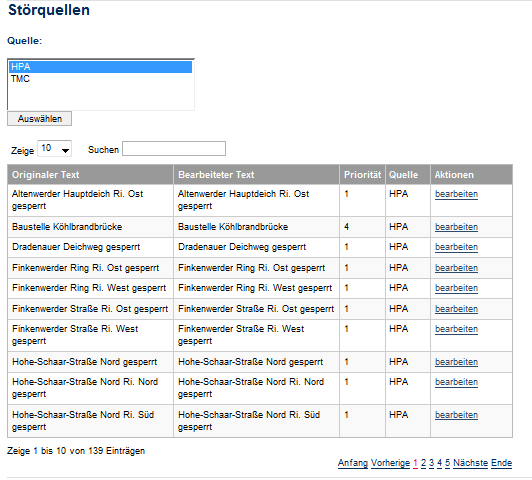 Störquellen
Quelle:
HPA
TMC
Auswählen
Zeige 10 Suchen
Originaler Text Bearbeiteter Text Priorität Quelle Aktionen
Altenwerder Hauptdeich Ri. Ost Altenwerder Hauptdeich Ri. Ost 1 HPA bearbeiten
gesperrt gesperrt
Baustelle Köhlbrandbrücke Baustelle Köhlbrandbrücke 4 HPA bearbeiten
Dradenauer Deichweg gesperrt Dradenauer Deichweg gesperrt 1 HPA bearbeiten
Finkenwerder Ring Ri. Ost gesperrt Finkenwerder Ring Ri. Ost gesperrt 1 HPA bearbeiten
Finkenwerder Ring Ri. West gesperrt Finkenwerder Ring Ri. West gesperrt 1 HPA bearbeiten
Finkenwerder Straße Ri. Ost gesperrt Finkenwerder Straße Ri. Ost gesperrt 1 HPA bearbeiten
Finkenwerder Straße Ri. West Finkenwerder Straße Ri. West 1 HPA bearbeiten
gesperrt gesperrt
Hohe-Schaar-Straße Nord gesperrt Hohe-Schaar-Straße Nord gesperrt 1 HPA bearbeiten
Hohe-Schaar-Straße Nord Ri. Nord Hohe-Schaar-Straße Nord Ri. Nord 1 HPA bearbeiten
gesperrt gesperrt
Hohe-Schaar-Straße Nord Ri. Süd Hohe-Schaar-Straße Nord Ri. Süd 1 HPA bearbeiten
gesperrt gesperrt
Zeige 1 bis 10 von 139 Einträgen
Anfang Vorherige 1 2 3 4 5 Nächste Ende